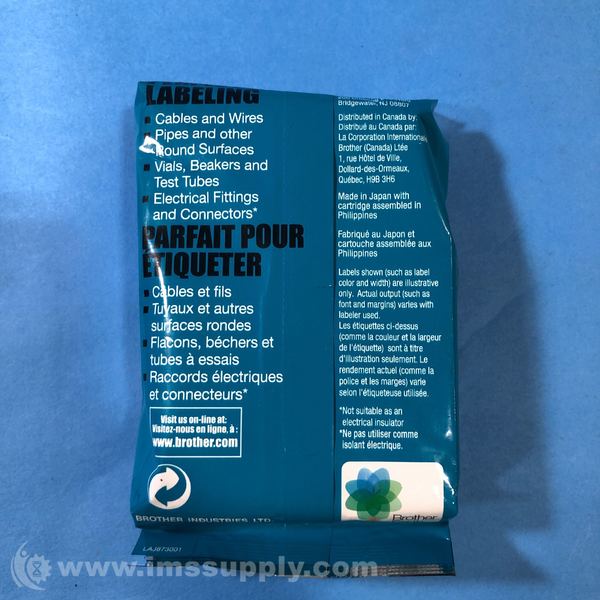 LABELING
Cables and Wires
Pipes and other
Round Surfaces
Vials, Beakers and
Test Tubes
Electrical Fittings
and Connectors*
PARFAIT POUR
ETIQUETER
Câbles et fils
Tuyaux et autres
surfaces rondes
Flacons, béchers et
tubes à essais
Raccords électriques
et connecteurs*
Visit us on-line at:
Visitez-nous en ligne, à :
www.brother.com
BROTHER INDUSTRIES LTD.
LAJ873001
Bridgewater, NJ 08807
Distributed in Canada by:
Distribué au Canada par:
La Corporation Internationale
Brother (Canada) Ltée
1, rue Hôtel de Ville,
Dollard-des-Ormeaux,
Québec, H9B 3H6
Made in Japan with
cartridge assembled in
Philippines
Fabriqué au Japon et
cartouche assemblée aux
Philippines
Labels shown (such as label
color and width) are illustrative
only. Actual output (such as
font and margins) varies with
labeler used.
Les étiquettes ci-dessus
(comme la couleur et la largeur
de l'étiquette) sont à titre
d'illustration seulement. Le
rendement actuel (comme la
police et les marges) varie
selon l'étiqueteuse utilisée.
*Not suitable as an
electrical insulator
*Ne pas utiliser comme
isolant électrique.
Brother
www.imssupply.com